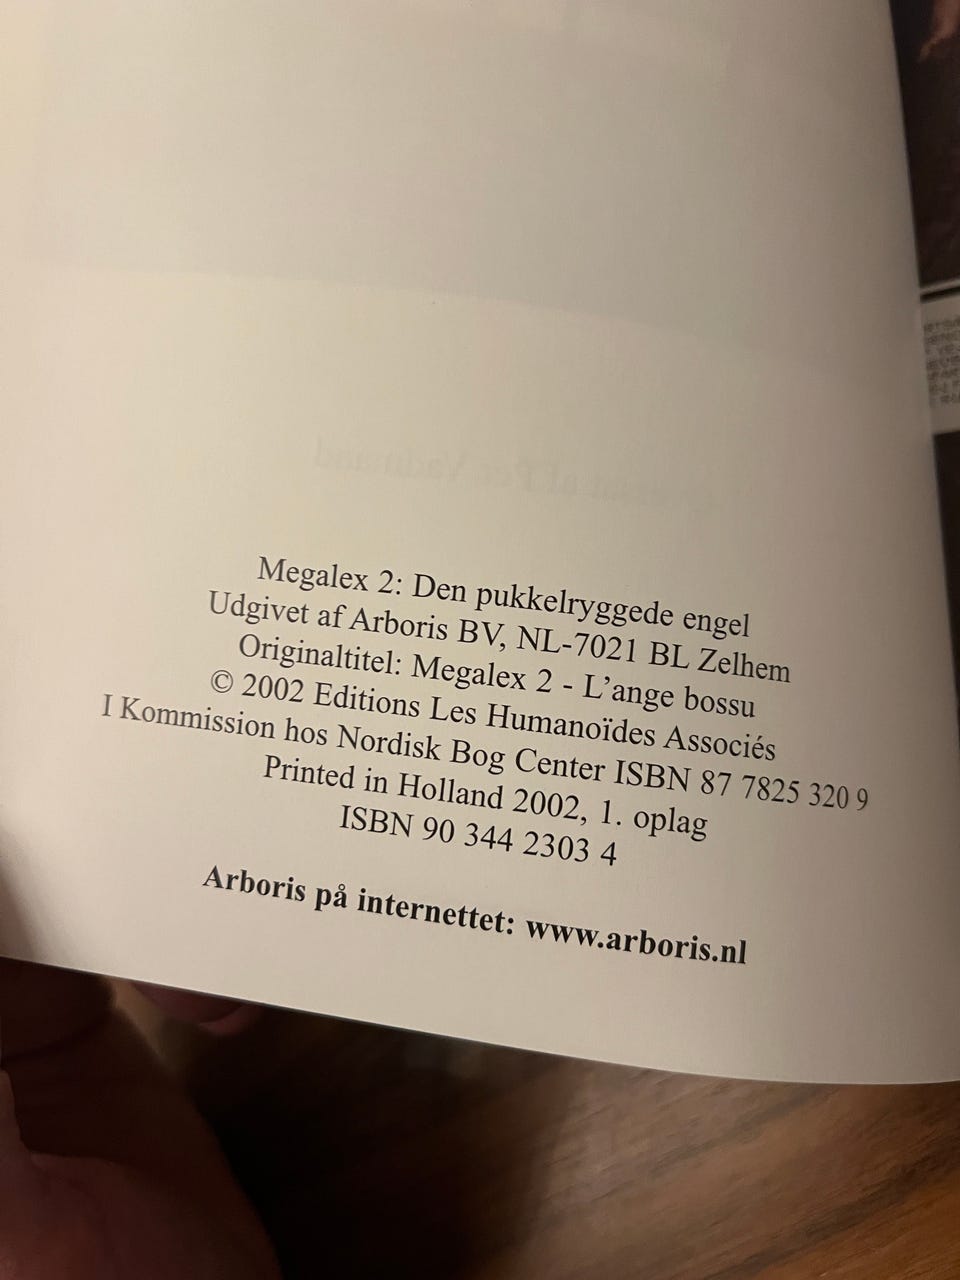 Megalex 2: Den pukkelryggede engel
Udgivet af Arboris BV, NL-7021 BL Zelhem
Originaltitel: Megalex 2 - L’ange bossu
© 2002 Editions Les Humanoïdes Associés
I Kommission hos Nordisk Bog Center ISBN 87 7825 320 9
Printed in Holland 2002, 1. oplag
ISBN 90 344 2303 4
Arboris på internettet: www.arboris.nl